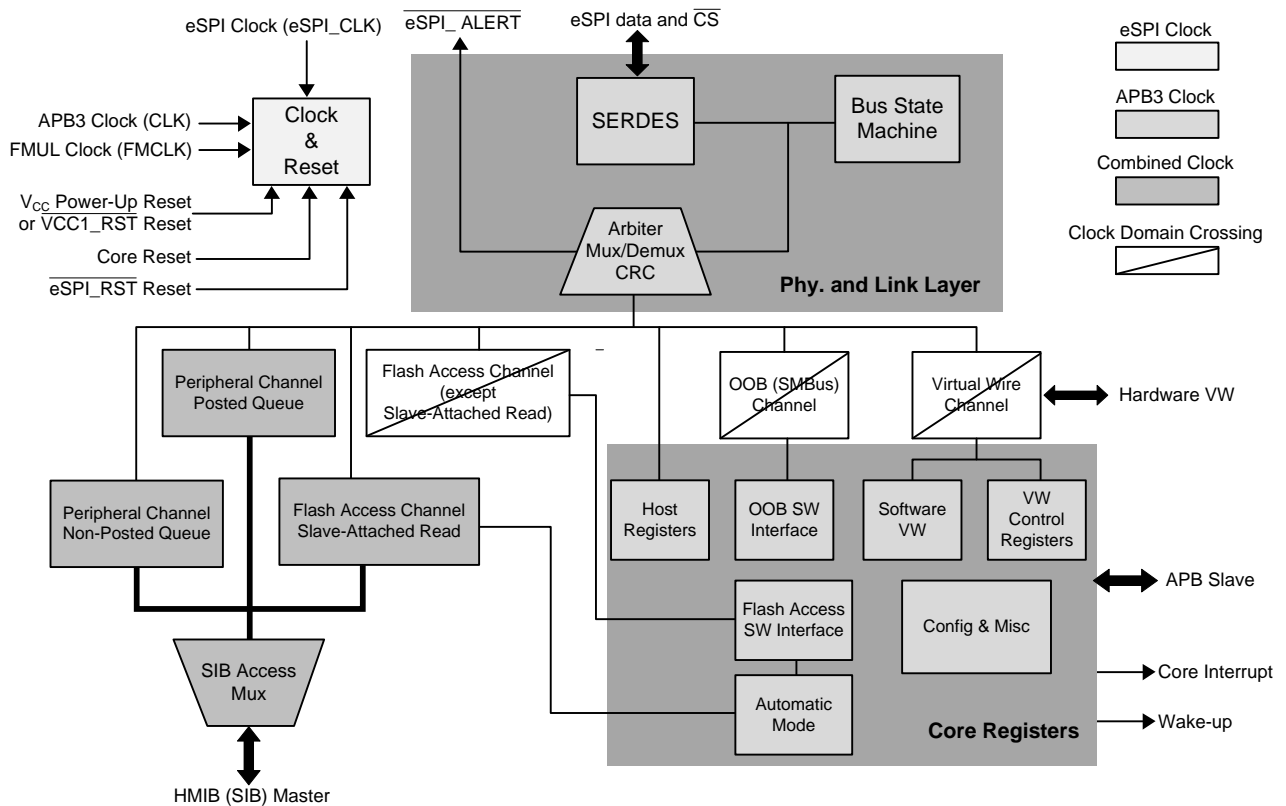 eSPI Clock (eSPI_CLK)
eSPI_ ALERT
eSPI data and CS
eSPI Clock
APB3 Clock
Combined Clock
Clock Domain Crossing
APB3 Clock (CLK)
FMUL Clock (FMCLK)
Clock
&
Reset
VCC Power-Up Reset
or VCC1_RST Reset
Core Reset
eSPI_RST Reset
SERDES
Bus State
Machine
Arbiter
Mux/Demux
CRC
Phy. and Link Layer
Peripheral Channel
Posted Queue
Flash Access Channel
(except
Slave-Attached Read)
OOB (SMBus)
Channel
Virtual Wire
Channel
Hardware VW
Peripheral Channel
Non-Posted Queue
Flash Access Channel
Slave-Attached Read
Host
Registers
OOB SW
Interface
Software
VW
VW
Control
Registers
APB Slave
Flash Access
SW Interface
Config & Misc
SIB Access
Mux
Automatic
Mode
Core Registers
Core Interrupt
Wake-up
HMIB (SIB) Master